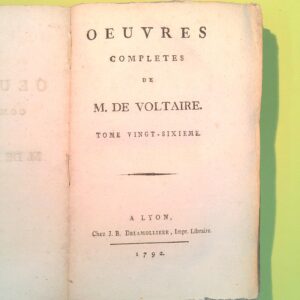 OEUVRES
COMPLETES
DE
M. DE VOLTAIRE.
TOME VINGT-SIXIEME.
A LYON,
Chez J. B. DELAMOLLIERE, Impr. Libraire.
1792.